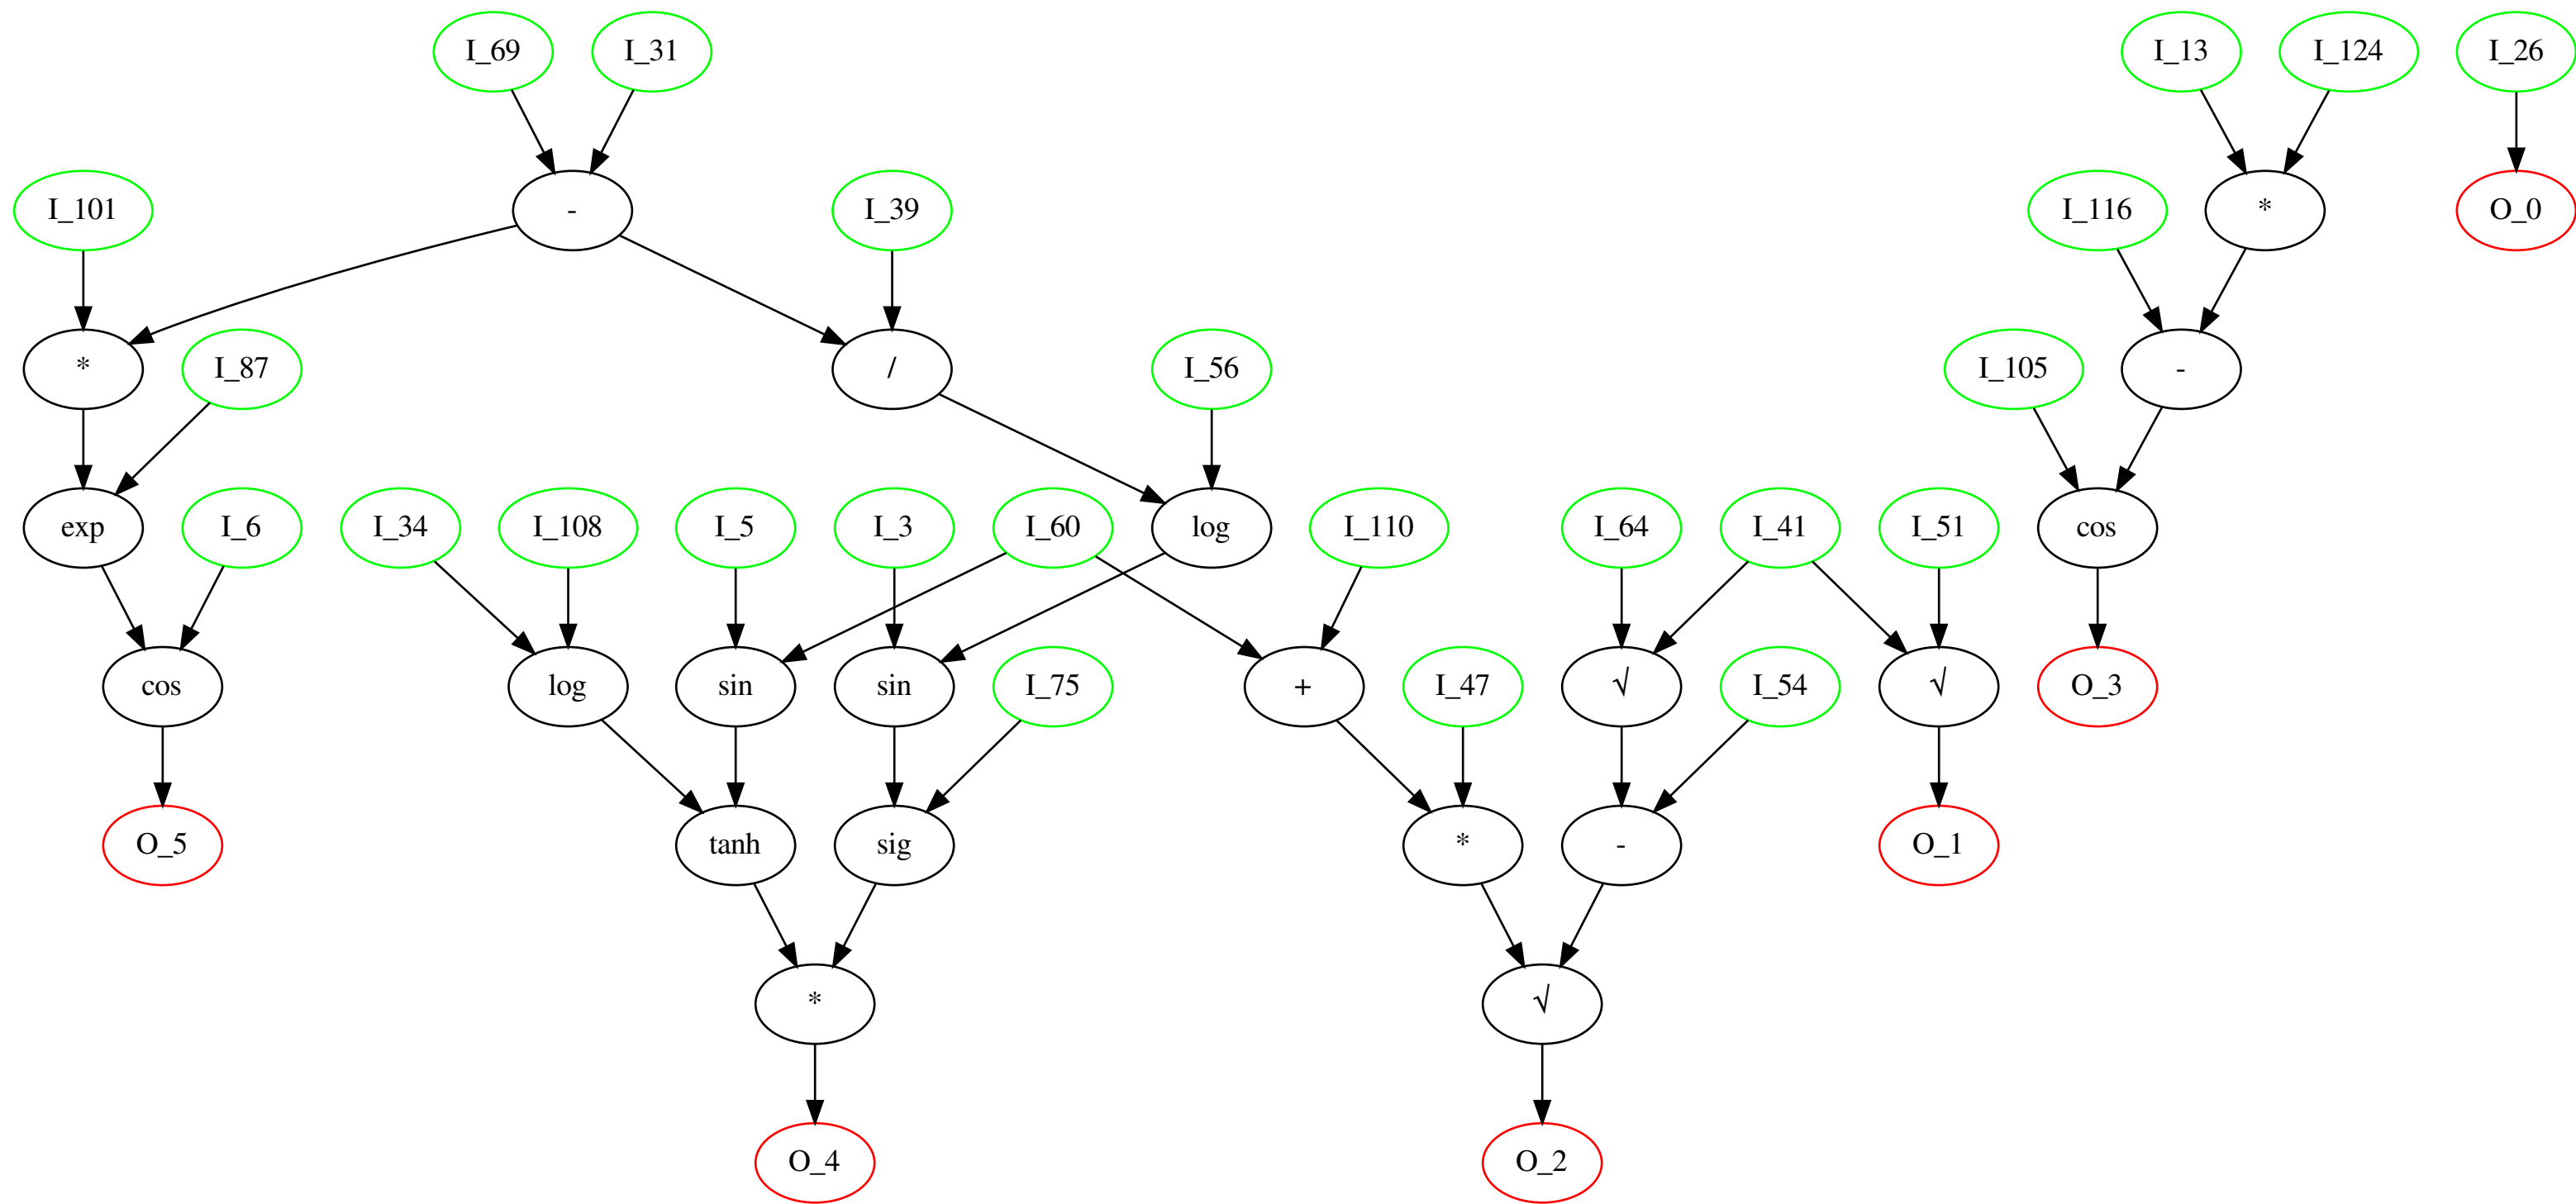 I_69
I_31
I_13
I_124
I_26
I_101
-
I_39
I_116
*
O_0
*
I_87
/
I_56
I_105
-
exp
I_6
I_34
I_108
I_5
I_3
I_60
log
I_110
I_64
I_41
I_51
cos
cos
log
sin
sin
I_75
+
I_47
√
I_54
√
O_3
O_5
tanh
sig
*
-
O_1
*
√
O_4
O_2